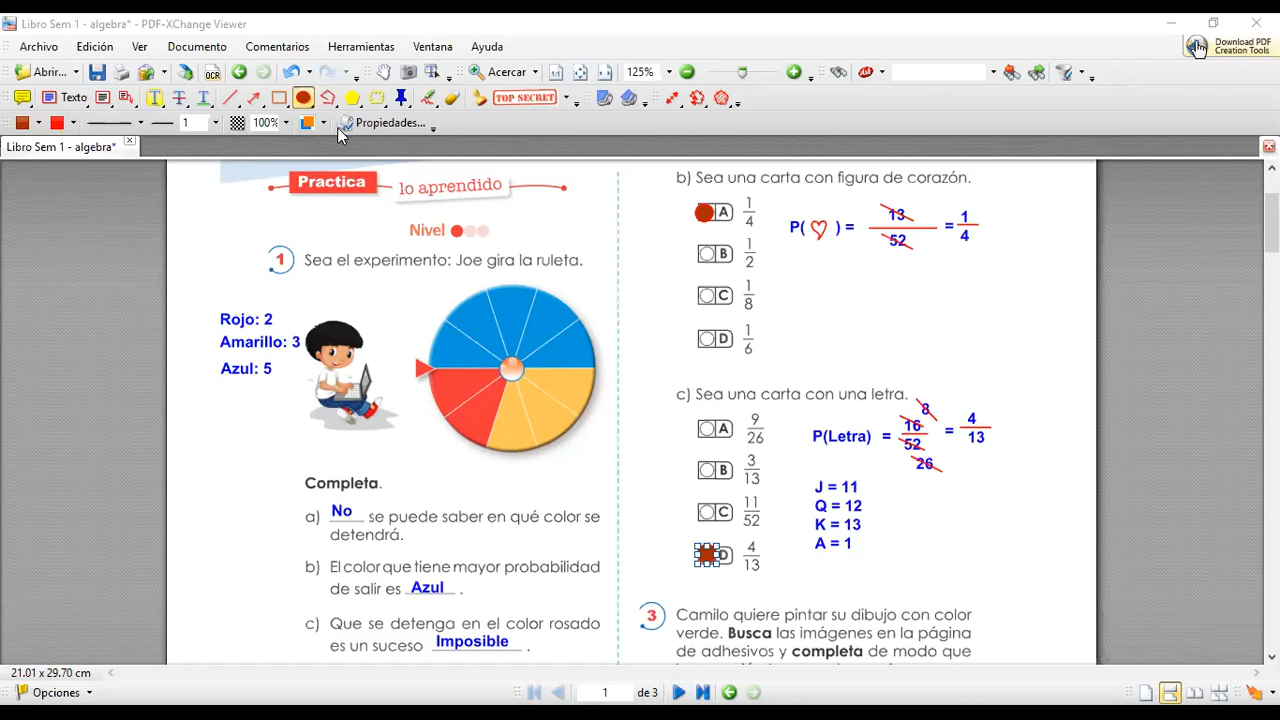 Libro Sem 1 - algebra* - PDF-XChange Viewer
Archivo Edición Ver Documento Comentarios Herramientas Ventana Ayuda
Download PDF
Creation Tools
Abrir... OCR Acercar 1:1 125%
Texto T T T TOP SECRET
1 100% Propiedades...
Libro Sem 1 - algebra*
Practica lo aprendido
Nivel
1 Sea el experimento: Joe gira la ruleta.
Rojo: 2
Amarillo: 3
Azul: 5
Completa.
a) No se puede saber en qué color se
detendrá.
b) El color que tiene mayor probabilidad
de salir es Azul .
c) Que se detenga en el color rosado
es un suceso Imposible .
b) Sea una carta con figura de corazón.
A 1/4 P( ♡ ) = 13/52 = 1/4
B 1/2
C 1/8
D 1/6
c) Sea una carta con una letra.
A 9/26 P(Letra) = 16/52 8 26 = 4/13
B 3/13
C 11/52
D 4/13
J = 11
Q = 12
K = 13
A = 1
3 Camilo quiere pintar su dibujo con color
verde. Busca las imágenes en la página
de adhesivos y completa de modo que
21.01 x 29.70 cm
Opciones 1 de 3